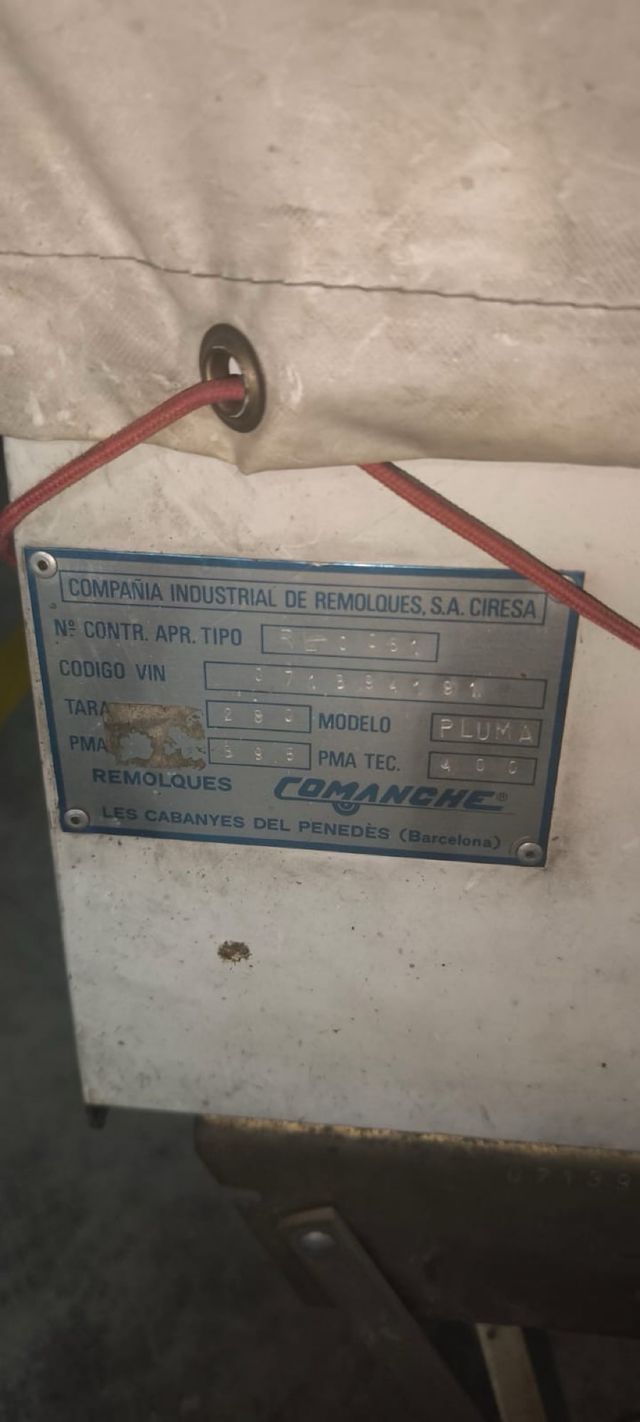 COMPAÑIA INDUSTRIAL DE REMOLQUES, S.A. CIRESA
Nº CONTR. APR. TIPO
CODIGO VIN
TARA 280 MODELO PLUMA
PMA 395 PMA TEC. 400
REMOLQUES COMANCHE®
LES CABANYES DEL PENEDÈS (Barcelona)